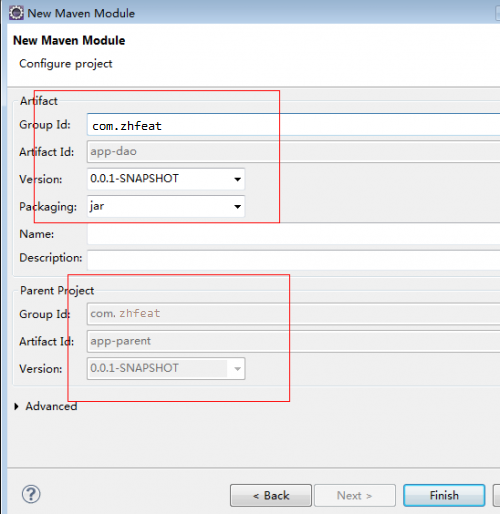 New Maven Module
New Maven Module
Configure project
Artifact
Group Id: com.zhfeat
Artifact Id: app-dao
Version: 0.0.1-SNAPSHOT
Packaging: jar
Name:
Description:
Parent Project
Group Id: com. zhfeat
Artifact Id: app-parent
Version: 0.0.1-SNAPSHOT
Advanced
? < Back Next > Finish